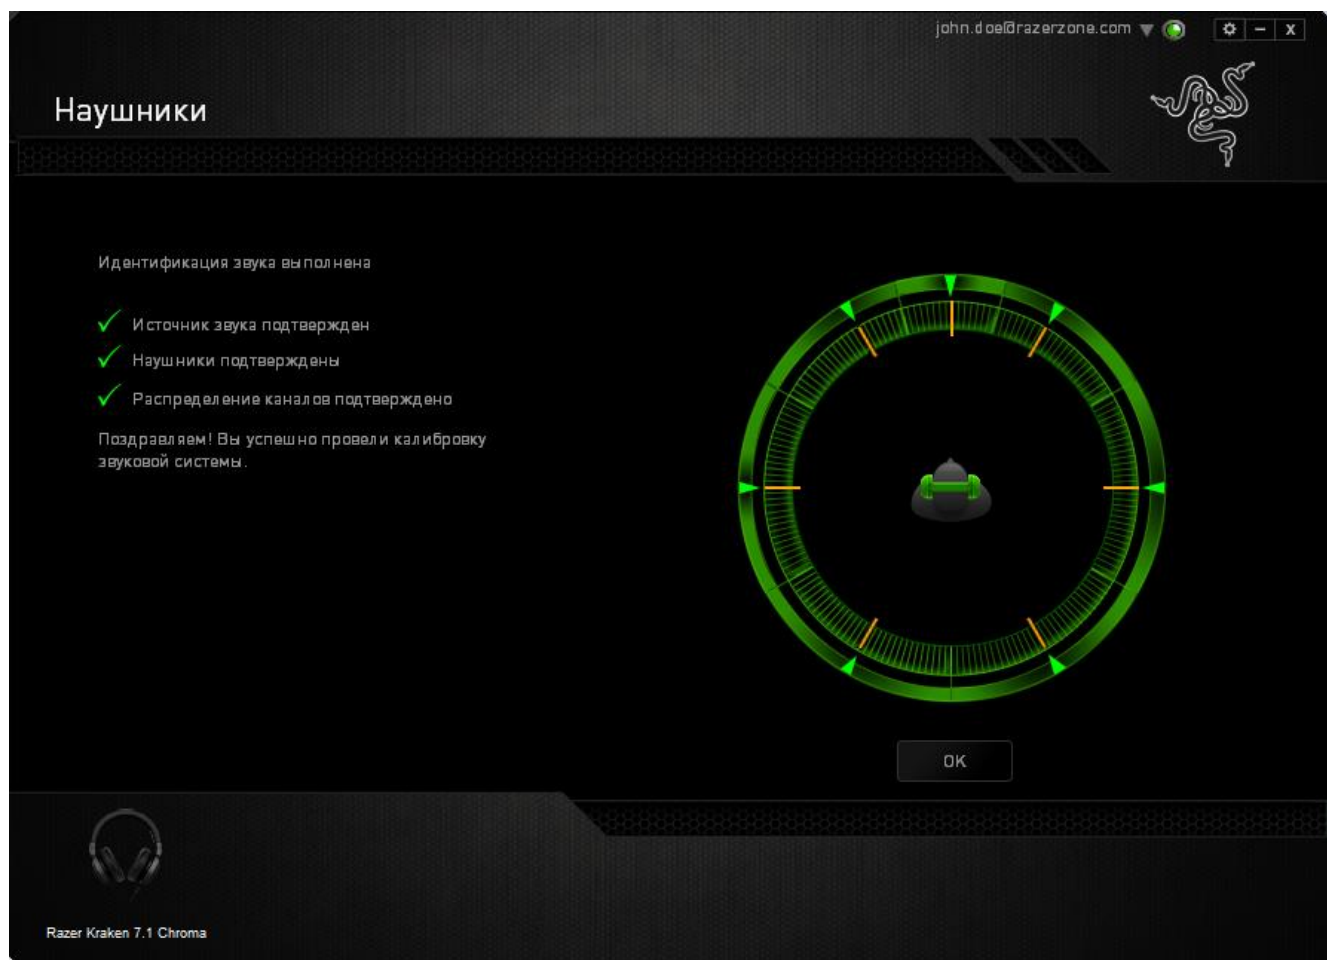 john.doe@razerzone.com
Наушники
Идентификация звука выполнена
Источник звука подтвержден
Наушники подтверждены
Распределение каналов подтверждено
Поздравляем! Вы успешно провели калибровку
звуковой системы.
OK
Razer Kraken 7.1 Chroma